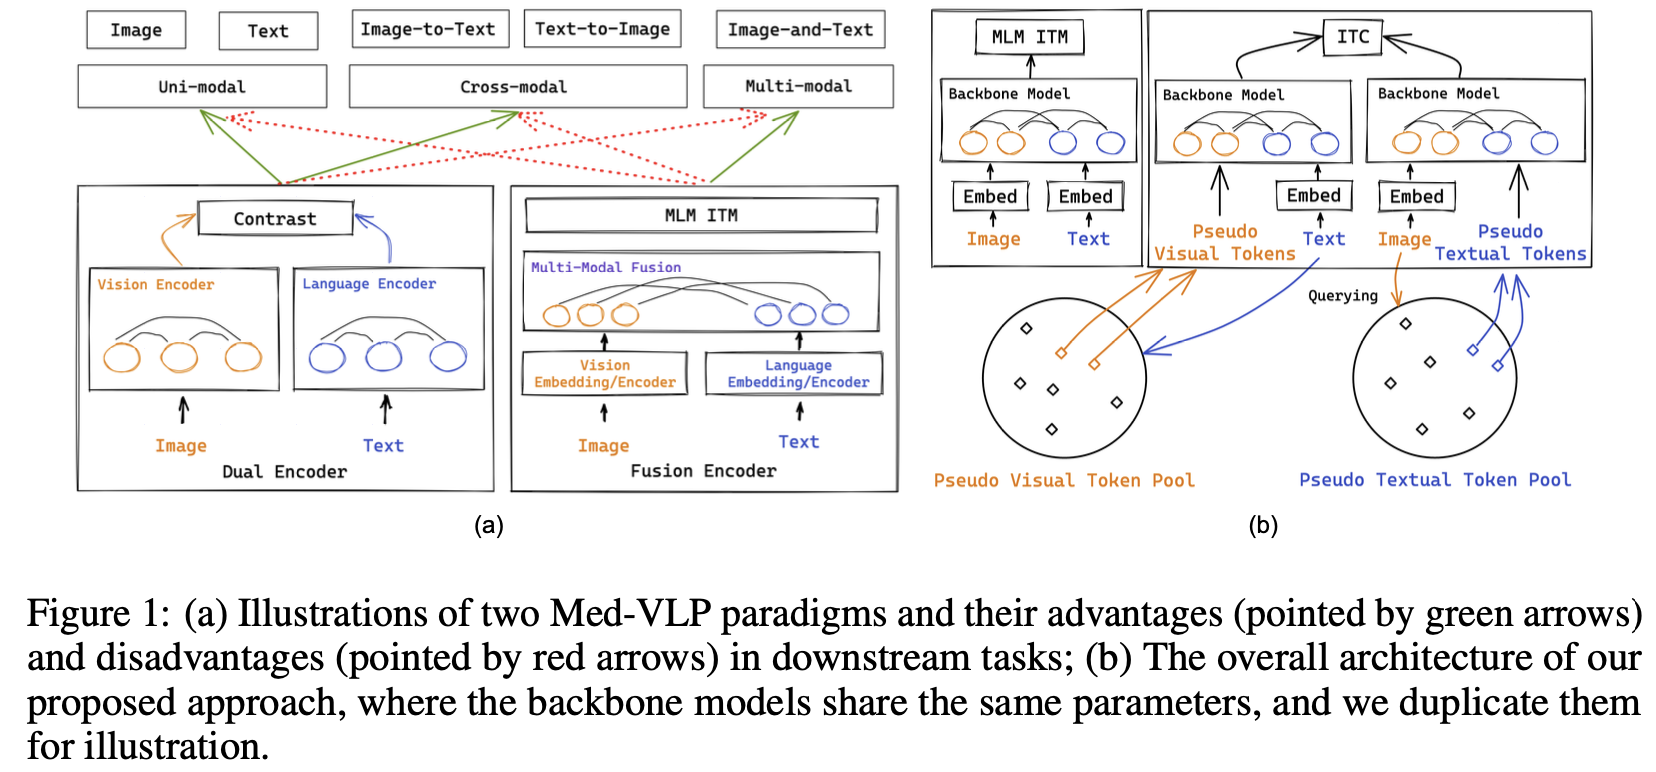 Image
Text
Image-to-Text
Text-to-Image
Image-and-Text
Uni-modal
Cross-modal
Multi-modal
Contrast
Vision Encoder
Language Encoder
Image
Text
Dual Encoder
MLM ITM
Multi-Modal Fusion
Vision
Embedding/Encoder
Language
Embedding/Encoder
Image
Text
Fusion Encoder
(a)
MLM ITM
Backbone Model
Embed
Embed
Image
Text
ITC
Backbone Model
Backbone Model
Embed
Embed
Pseudo
Visual Tokens
Text
Image
Pseudo
Textual Tokens
Querying
Pseudo Visual Token Pool
Pseudo Textual Token Pool
(b)
Figure 1: (a) Illustrations of two Med-VLP paradigms and their advantages (pointed by green arrows)
and disadvantages (pointed by red arrows) in downstream tasks; (b) The overall architecture of our
proposed approach, where the backbone models share the same parameters, and we duplicate them
for illustration.